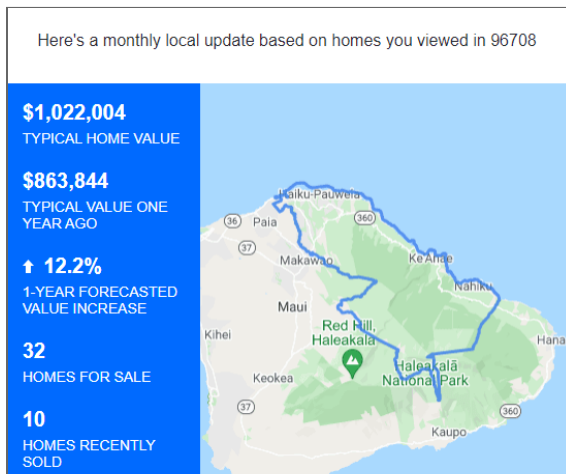 Here's a monthly local update based on homes you viewed in 96708
$1,022,004
TYPICAL HOME VALUE
$863,844
TYPICAL VALUE ONE
YEAR AGO
12.2%
1-YEAR FORECASTED
VALUE INCREASE
32
HOMES FOR SALE
10
HOMES RECENTLY
SOLD
Haiku-Pauwela
36
Paia
360
37
Makawao
Ke Anae
Nahiku
Maui
Red Hill,
Haleakala
Kihei
Hana
Haleakalā
National Park
Keokea
37
360
Kaupo